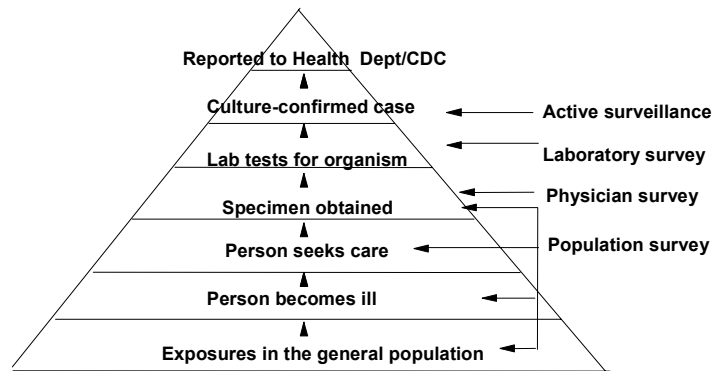 Reported to Health Dept/CDC
Culture-confirmed case
Active surveillance
Lab tests for organism
Laboratory survey
Physician survey
Specimen obtained
Person seeks care
Population survey
Person becomes ill
Exposures in the general population